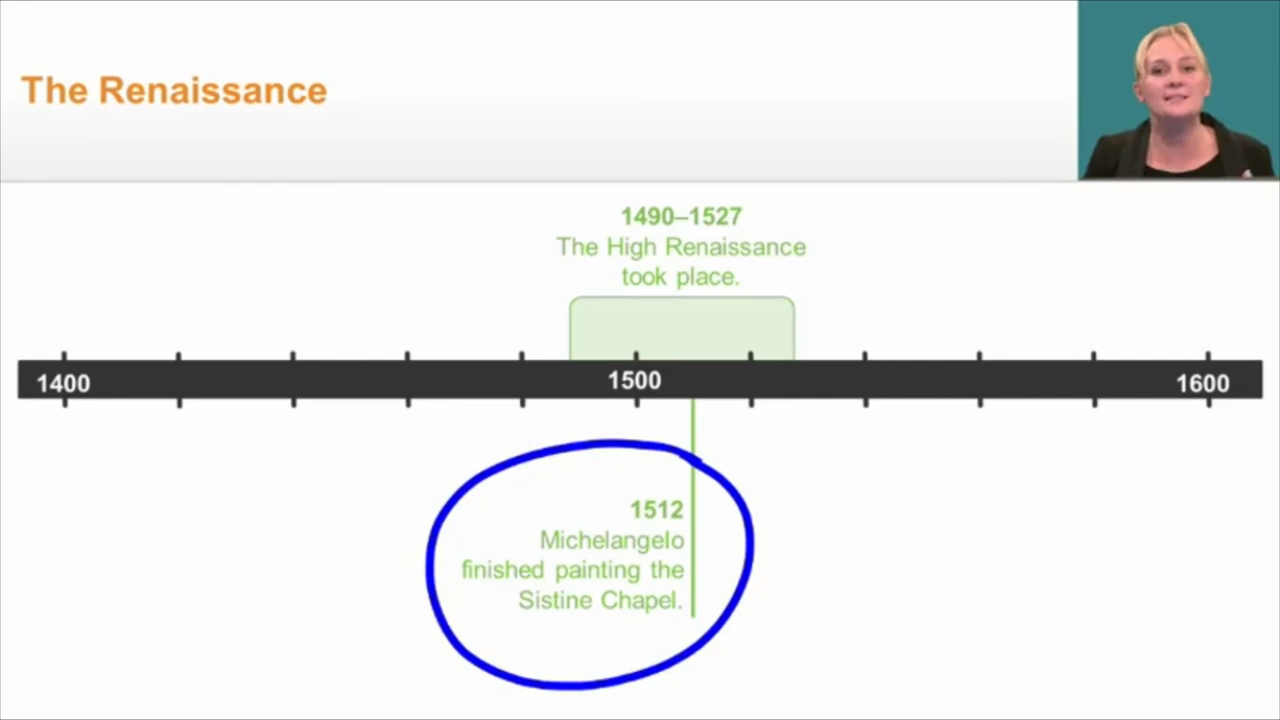 The Renaissance
1490–1527
The High Renaissance
took place.
1400
1500
1600
1512
Michelangelo
finished painting the
Sistine Chapel.